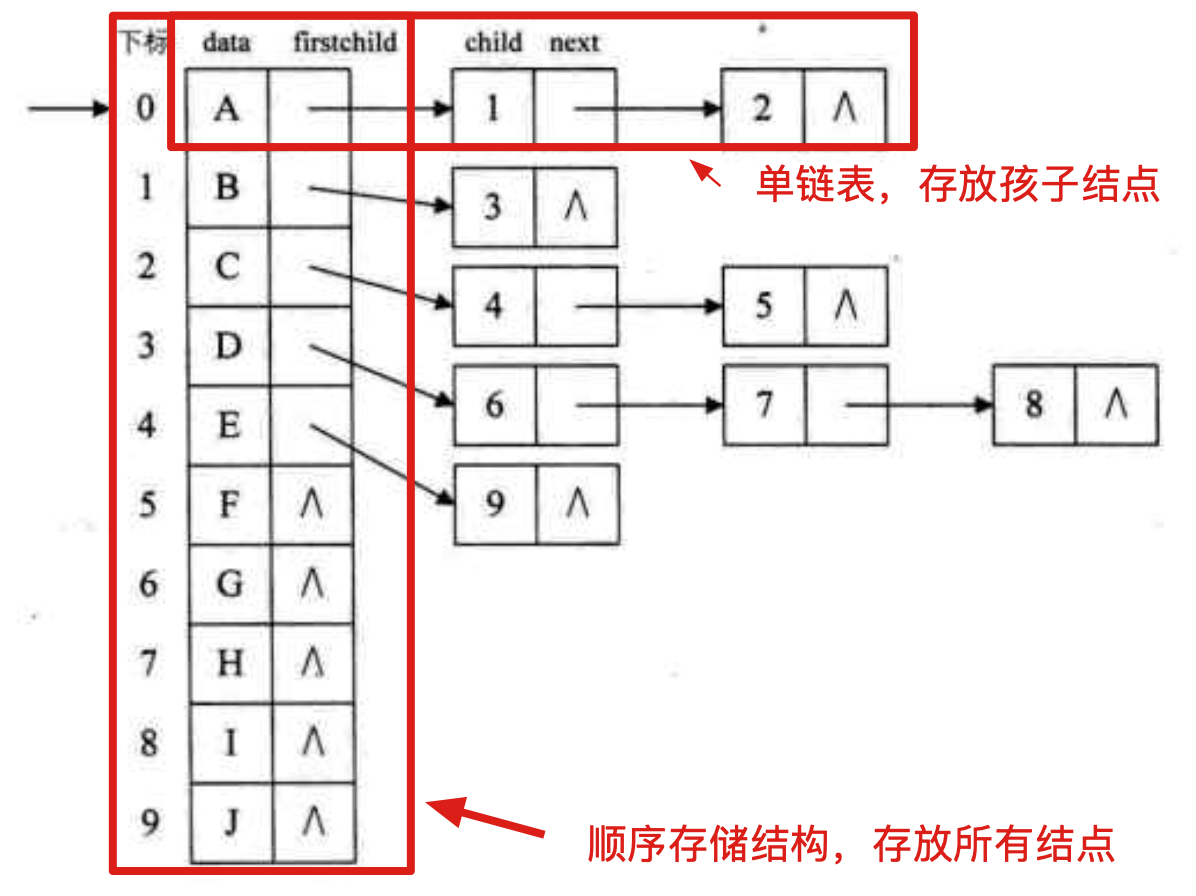 下标 data firstchild child next
0 A 1 2 ∧
单链表，存放孩子结点
1 B 3 ∧
2 C 4 5 ∧
3 D 6 7 8 ∧
4 E 9 ∧
5 F ∧
6 G ∧
7 H ∧
8 I ∧
9 J ∧
顺序存储结构，存放所有结点